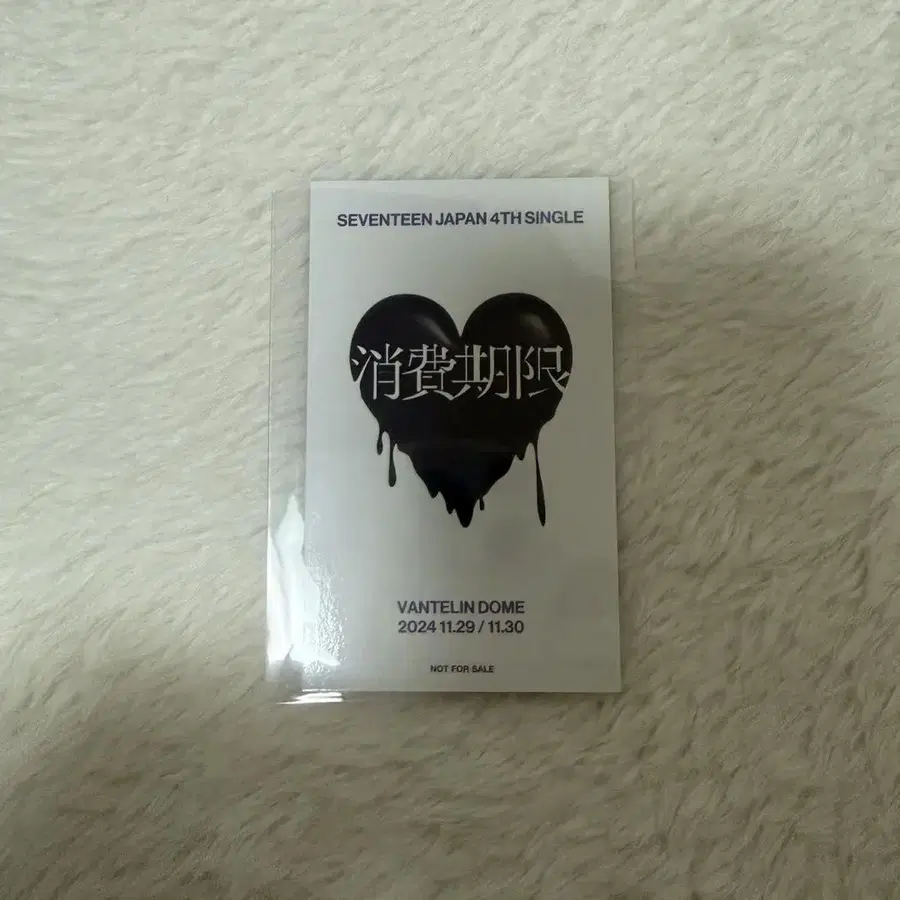 SEVENTEEN JAPAN 4TH SINGLE
消費期限
VANTELIN DOME
2024 11.29 / 11.30
NOT FOR SALE